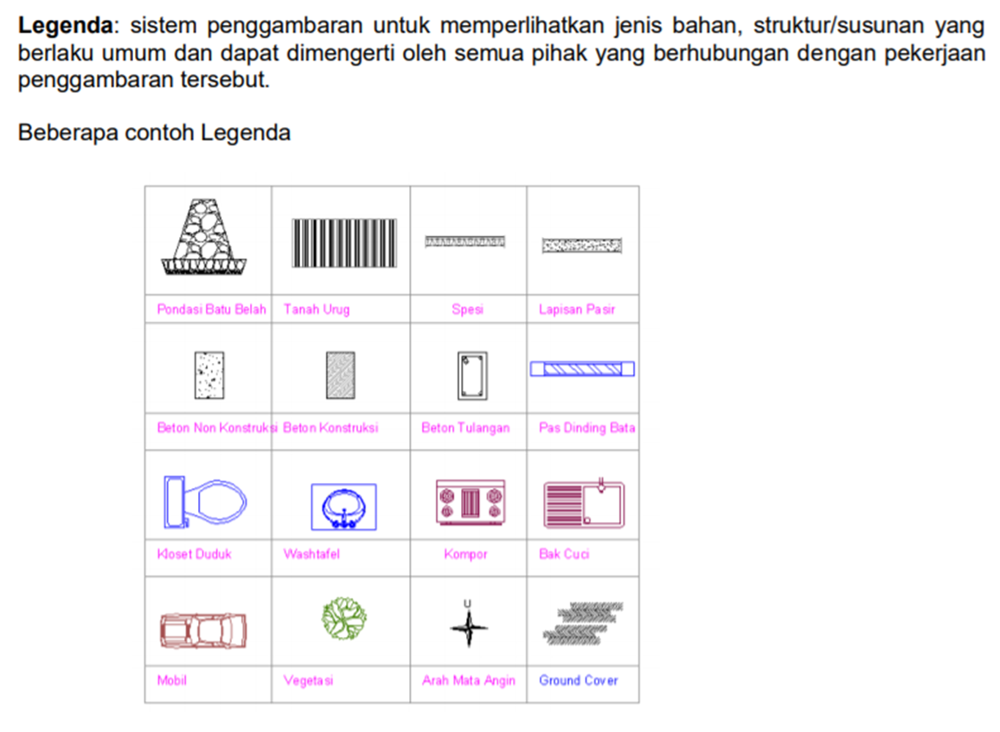 Legenda: sistem penggambaran untuk memperlihatkan jenis bahan, struktur/susunan yang
berlaku umum dan dapat dimengerti oleh semua pihak yang berhubungan dengan pekerjaan
penggambaran tersebut.
Beberapa contoh Legenda
Pondasi Batu Belah Tanah Urug Spesi Lapisan Pasir
Beton Non Konstruksi Beton Konstruksi Beton Tulangan Pas Dinding Bata
Kloset Duduk Washtafel Kompor Bak Cuci
U
Mobil Vegetasi Arah Mata Angin Ground Cover